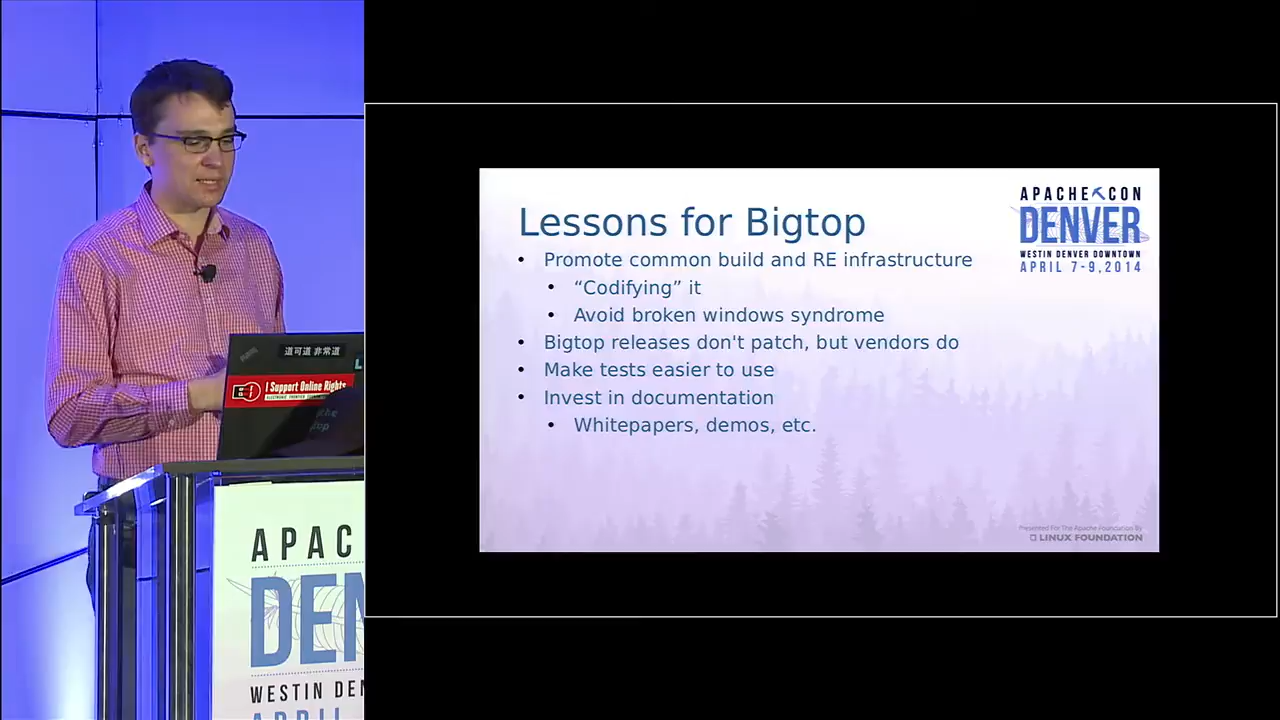 道可道 非常道
I Support Online Rights
APAC
DEN
WESTIN DEN
APRIL
APACHE CON
DENVER
WESTIN DENVER DOWNTOWN
APRIL 7-9, 2014
Lessons for Bigtop
• Promote common build and RE infrastructure
• “Codifying” it
• Avoid broken windows syndrome
• Bigtop releases don't patch, but vendors do
• Make tests easier to use
• Invest in documentation
• Whitepapers, demos, etc.
Presented For The Apache Foundation By
LINUX FOUNDATION